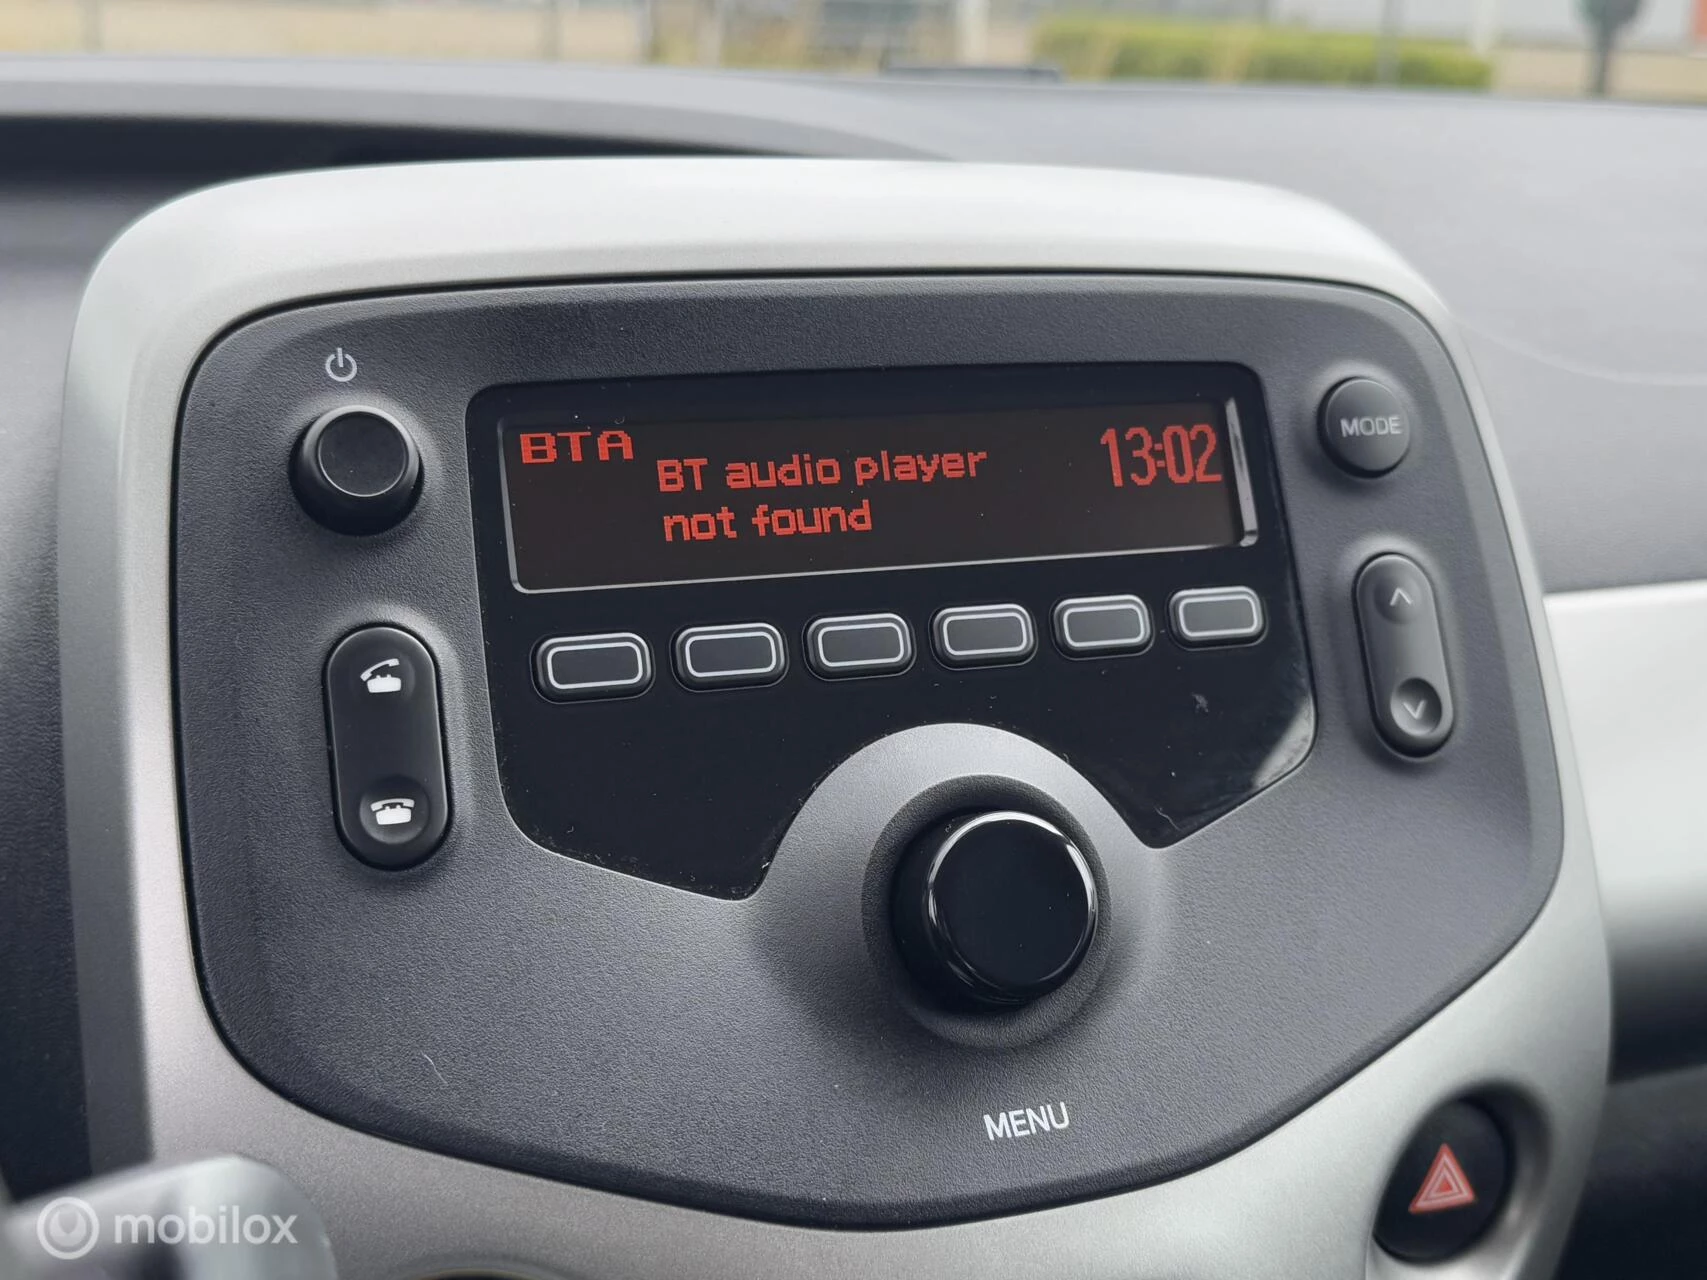 BTA
BT audio player
not found
13:02
MODE
MENU
mobilox